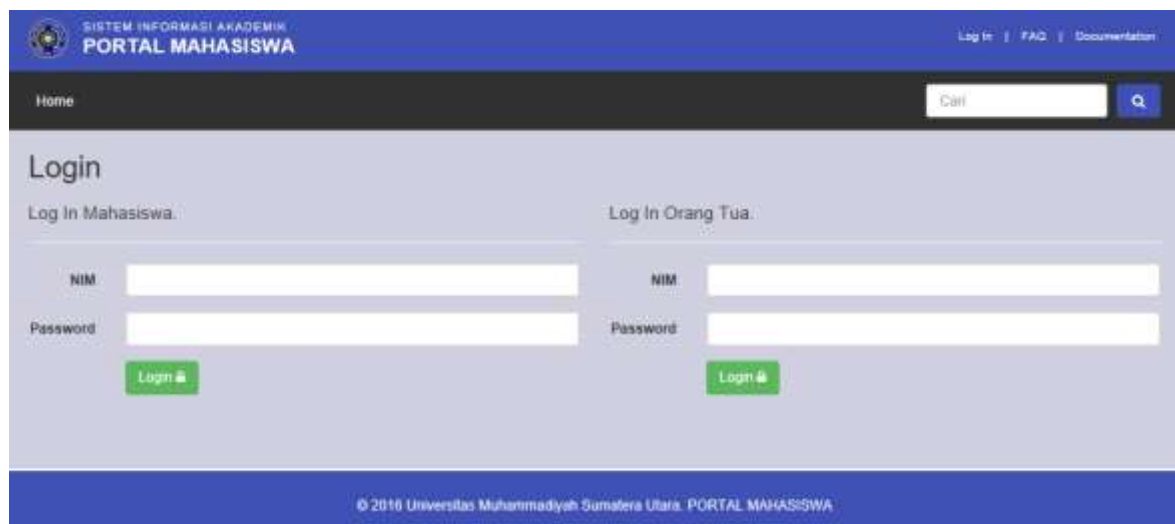 SISTEM INFORMASI AKADEMIK
PORTAL MAHASISWA
Log In | FAQ | Documentation
Home
Cari
Login
Log In Mahasiswa.
NIM
Password
Login
Log In Orang Tua.
NIM
Password
Login
© 2016 Universitas Muhammadiyah Sumatera Utara. PORTAL MAHASISWA